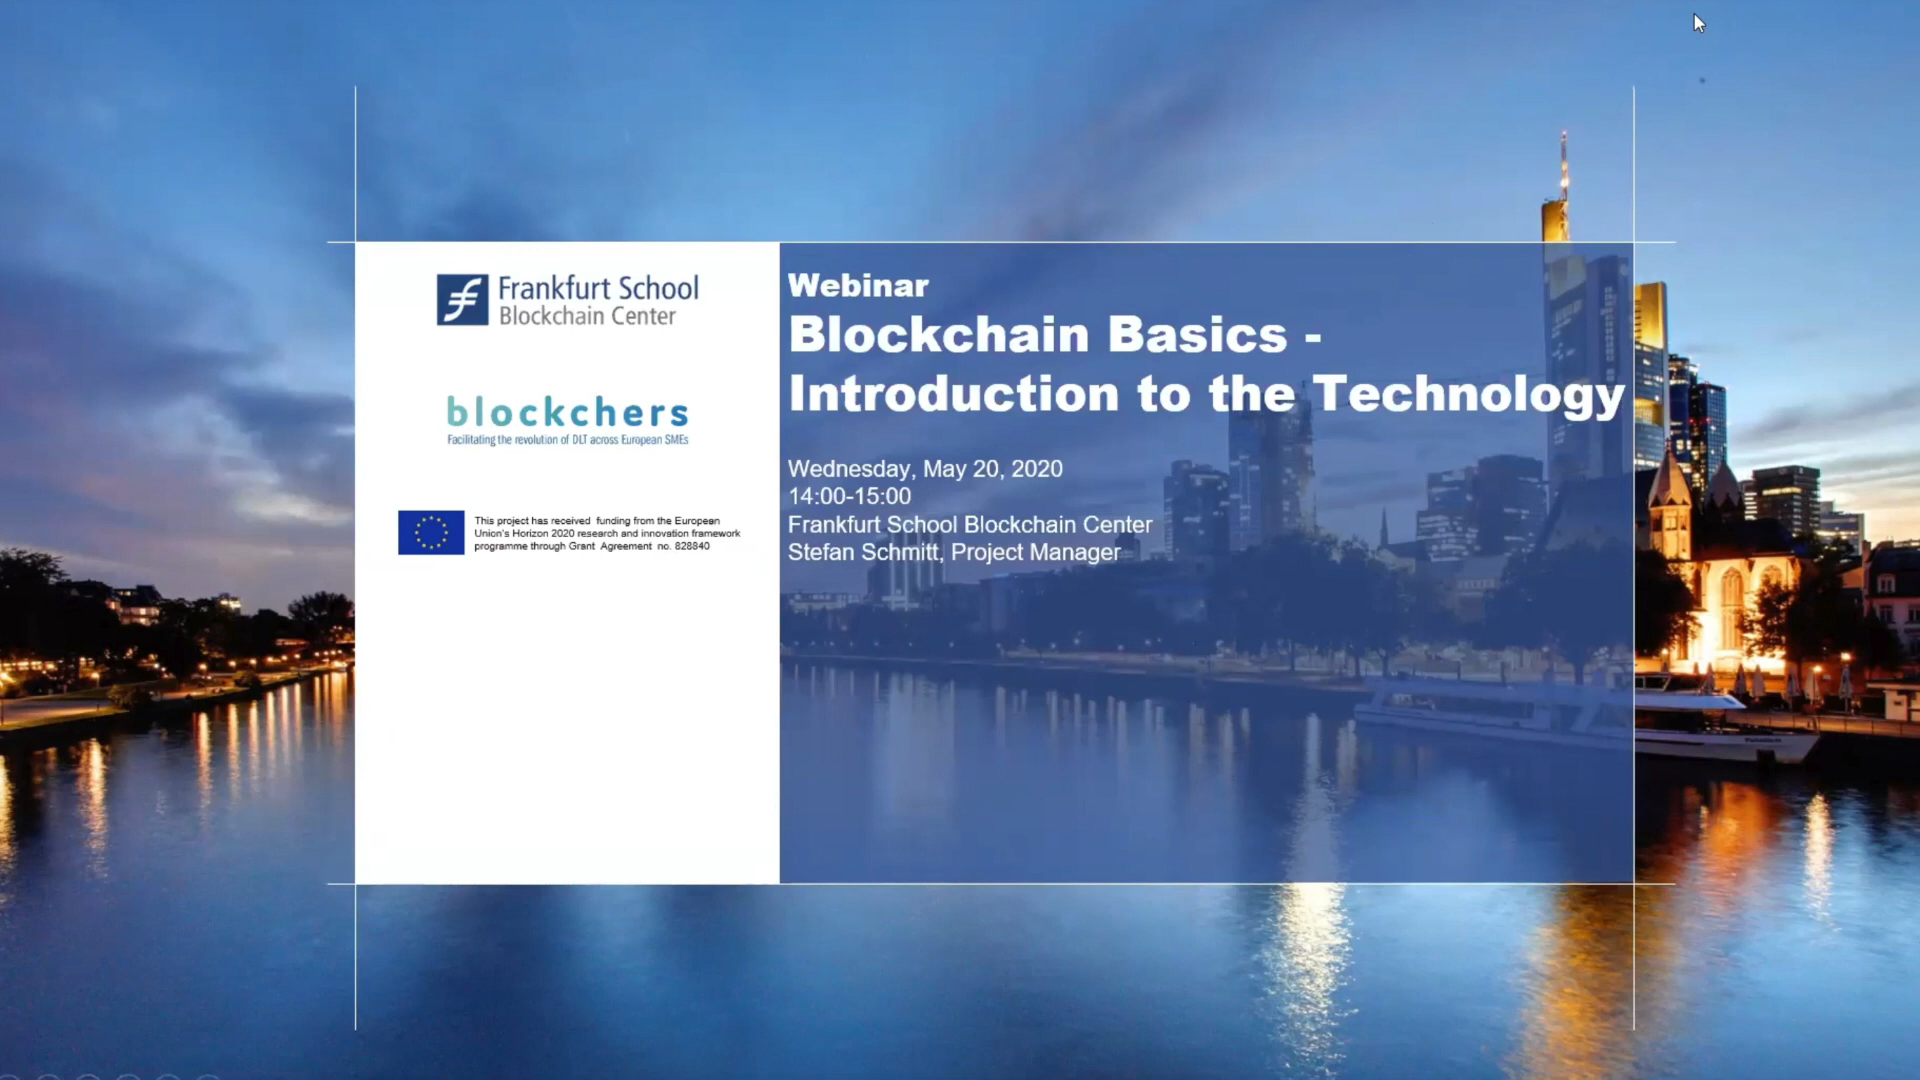 Frankfurt School
Blockchain Center
blockchers
Facilitating the revolution of DLT across European SMEs
This project has received funding from the European
Union's Horizon 2020 research and innovation framework
programme through Grant Agreement no. 828840
Webinar
Blockchain Basics -
Introduction to the Technology
Wednesday, May 20, 2020
14:00-15:00
Frankfurt School Blockchain Center
Stefan Schmitt, Project Manager